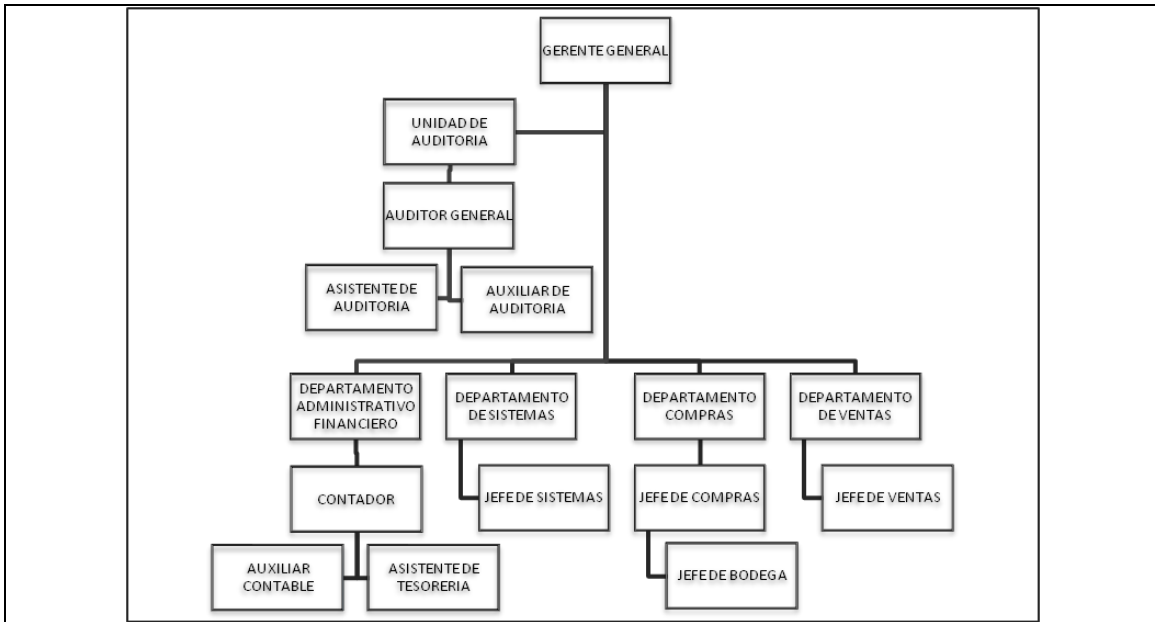 GERENTE GENERAL
UNIDAD DE
AUDITORIA
AUDITOR GENERAL
ASISTENTE DE
AUDITORIA
AUXILIAR DE
AUDITORIA
DEPARTAMENTO
ADMINISTRATIVO
FINANCIERO
DEPARTAMENTO
DE SISTEMAS
DEPARTAMENTO
COMPRAS
DEPARTAMENTO
DE VENTAS
CONTADOR
JEFE DE SISTEMAS
JEFE DE COMPRAS
JEFE DE VENTAS
AUXILIAR
CONTABLE
ASISTENTE DE
TESORERIA
JEFE DE BODEGA